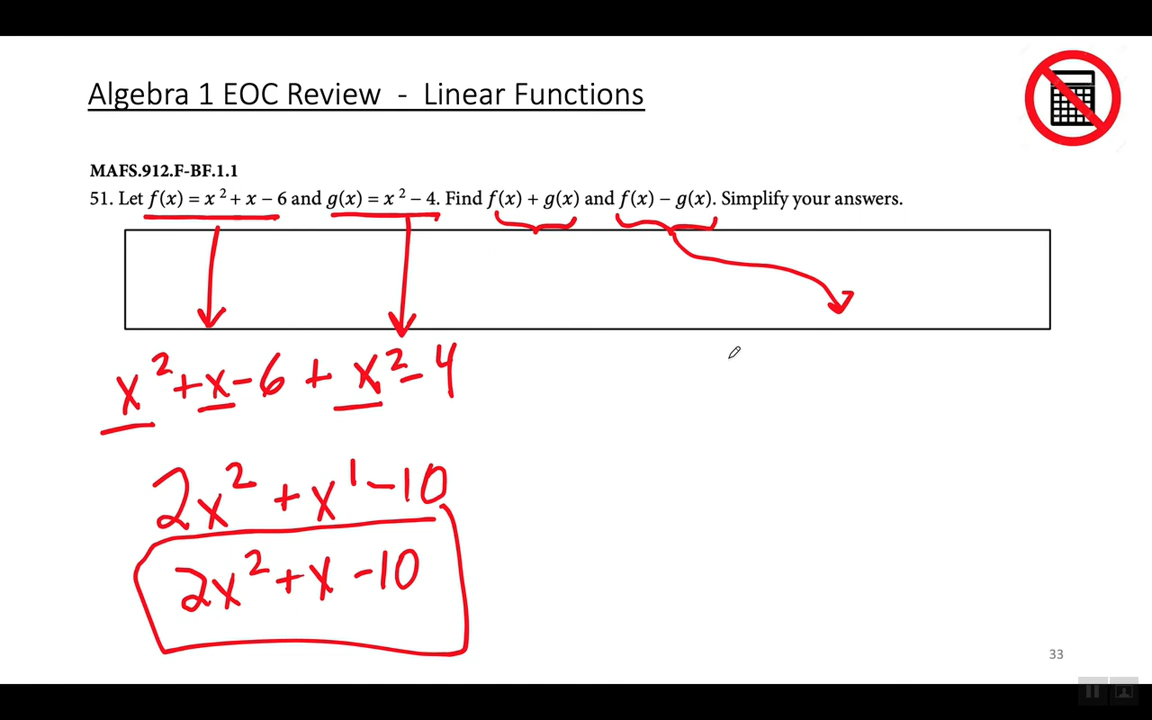 Algebra 1 EOC Review - Linear Functions
MAFS.912.F-BF.1.1
51. Let f(x) = x² + x − 6 and g(x) = x² − 4. Find f(x) + g(x) and f(x) − g(x). Simplify your answers.
x² + x − 6 + x² − 4
2x² + x¹ − 10
2x² + x − 10
33